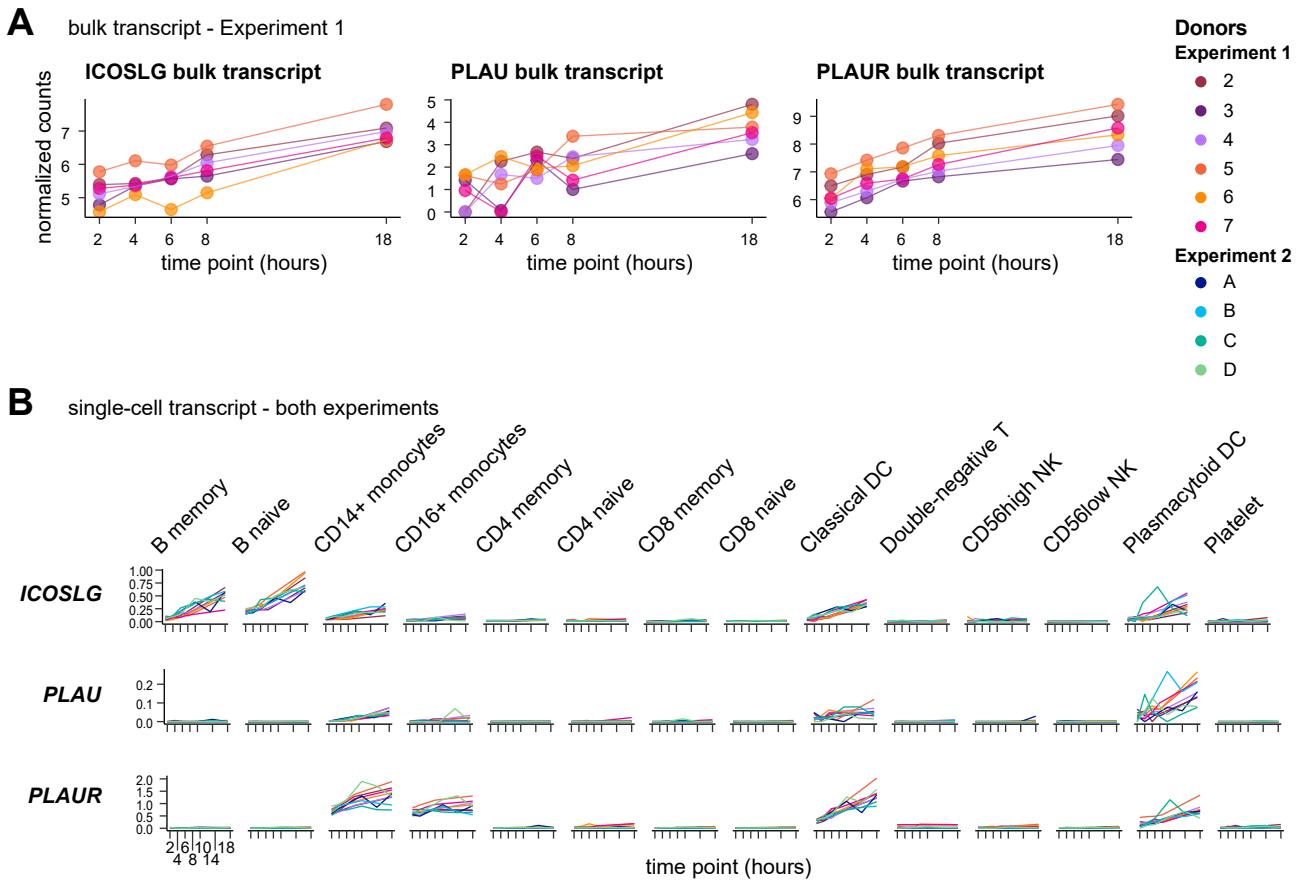 A bulk transcript - Experiment 1
ICOSLG bulk transcript
normalized counts
7
6
5
2 4 6 8 18
time point (hours)
PLAU bulk transcript
5
4
3
2
1
0
2 4 6 8 18
time point (hours)
PLAUR bulk transcript
9
8
7
6
2 4 6 8 18
time point (hours)
Donors
Experiment 1
2
3
4
5
6
7
Experiment 2
A
B
C
D
B single-cell transcript - both experiments
B memory
B naive
CD14+ monocytes
CD16+ monocytes
CD4 memory
CD4 naive
CD8 memory
CD8 naive
Classical DC
Double-negative T
CD56high NK
CD56low NK
Plasmacytoid DC
Platelet
ICOSLG
1.00
0.75
0.50
0.25
0.00
PLAU
0.2
0.1
0.0
PLAUR
2.0
1.5
1.0
0.5
0.0
2 6 10 18
4 8 14
time point (hours)